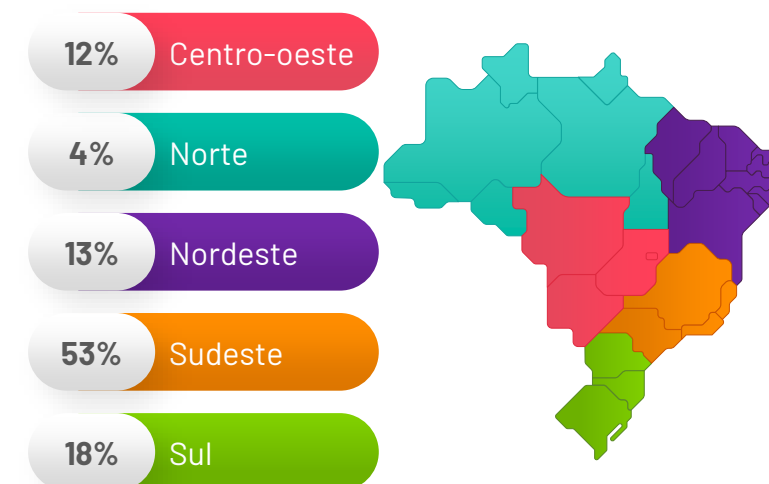 12% Centro-oeste
4% Norte
13% Nordeste
53% Sudeste
18% Sul